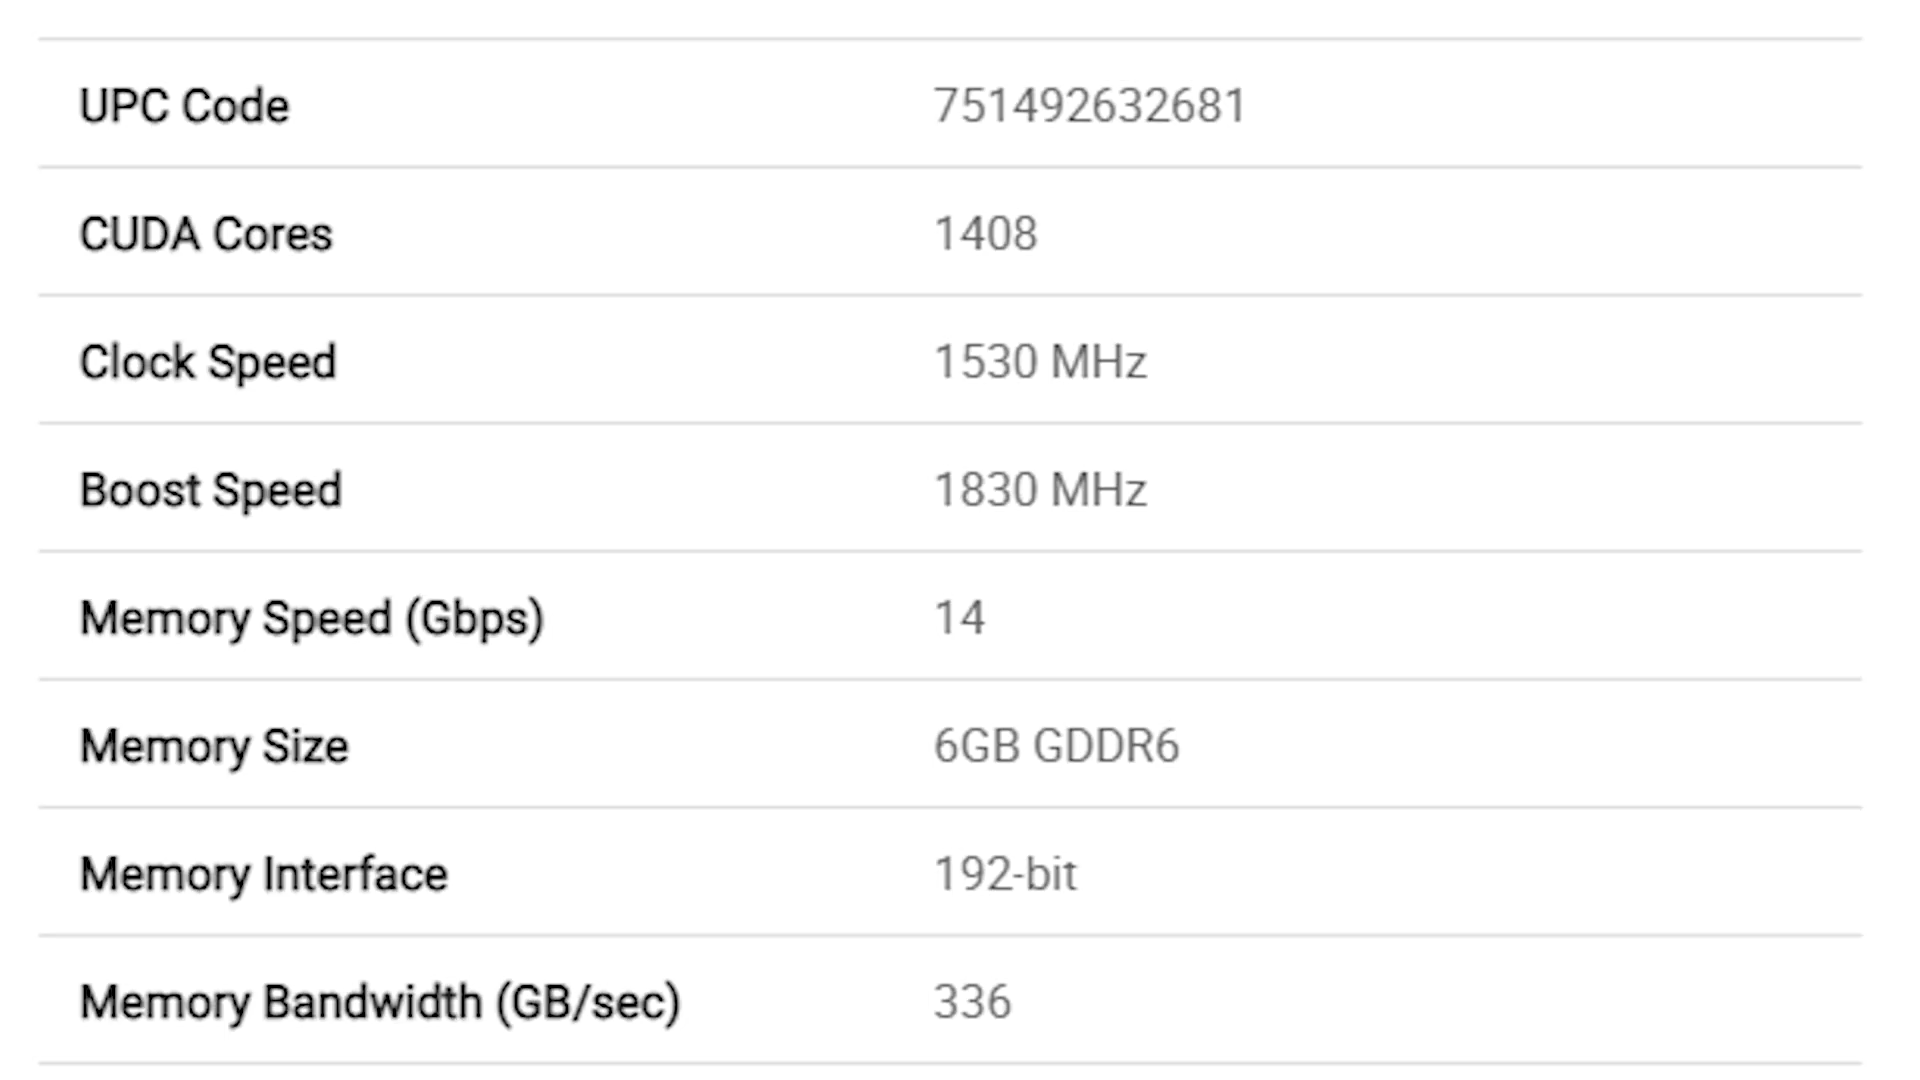 UPC Code 751492632681
CUDA Cores 1408
Clock Speed 1530 MHz
Boost Speed 1830 MHz
Memory Speed (Gbps) 14
Memory Size 6GB GDDR6
Memory Interface 192-bit
Memory Bandwidth (GB/sec) 336